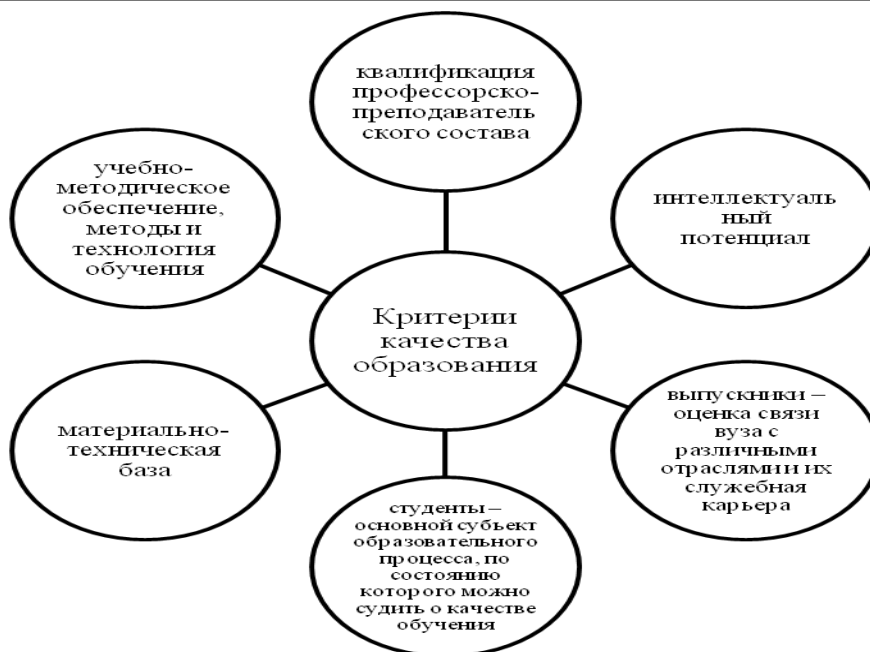 квалификация
профессорско-
преподаватель
ского состава
учебно-
методическое
обеспечение,
методы и
технология
обучения
интеллектуаль
ный
потенциал
Критерии
качества
образования
материально-
техническая
база
выпускники –
оценка связи
вуза с
различными
отраслями и их
служебная
карьера
студенты –
основной субъект
образовательного
процесса, по
состоянию
которого можно
судить о качестве
обучения